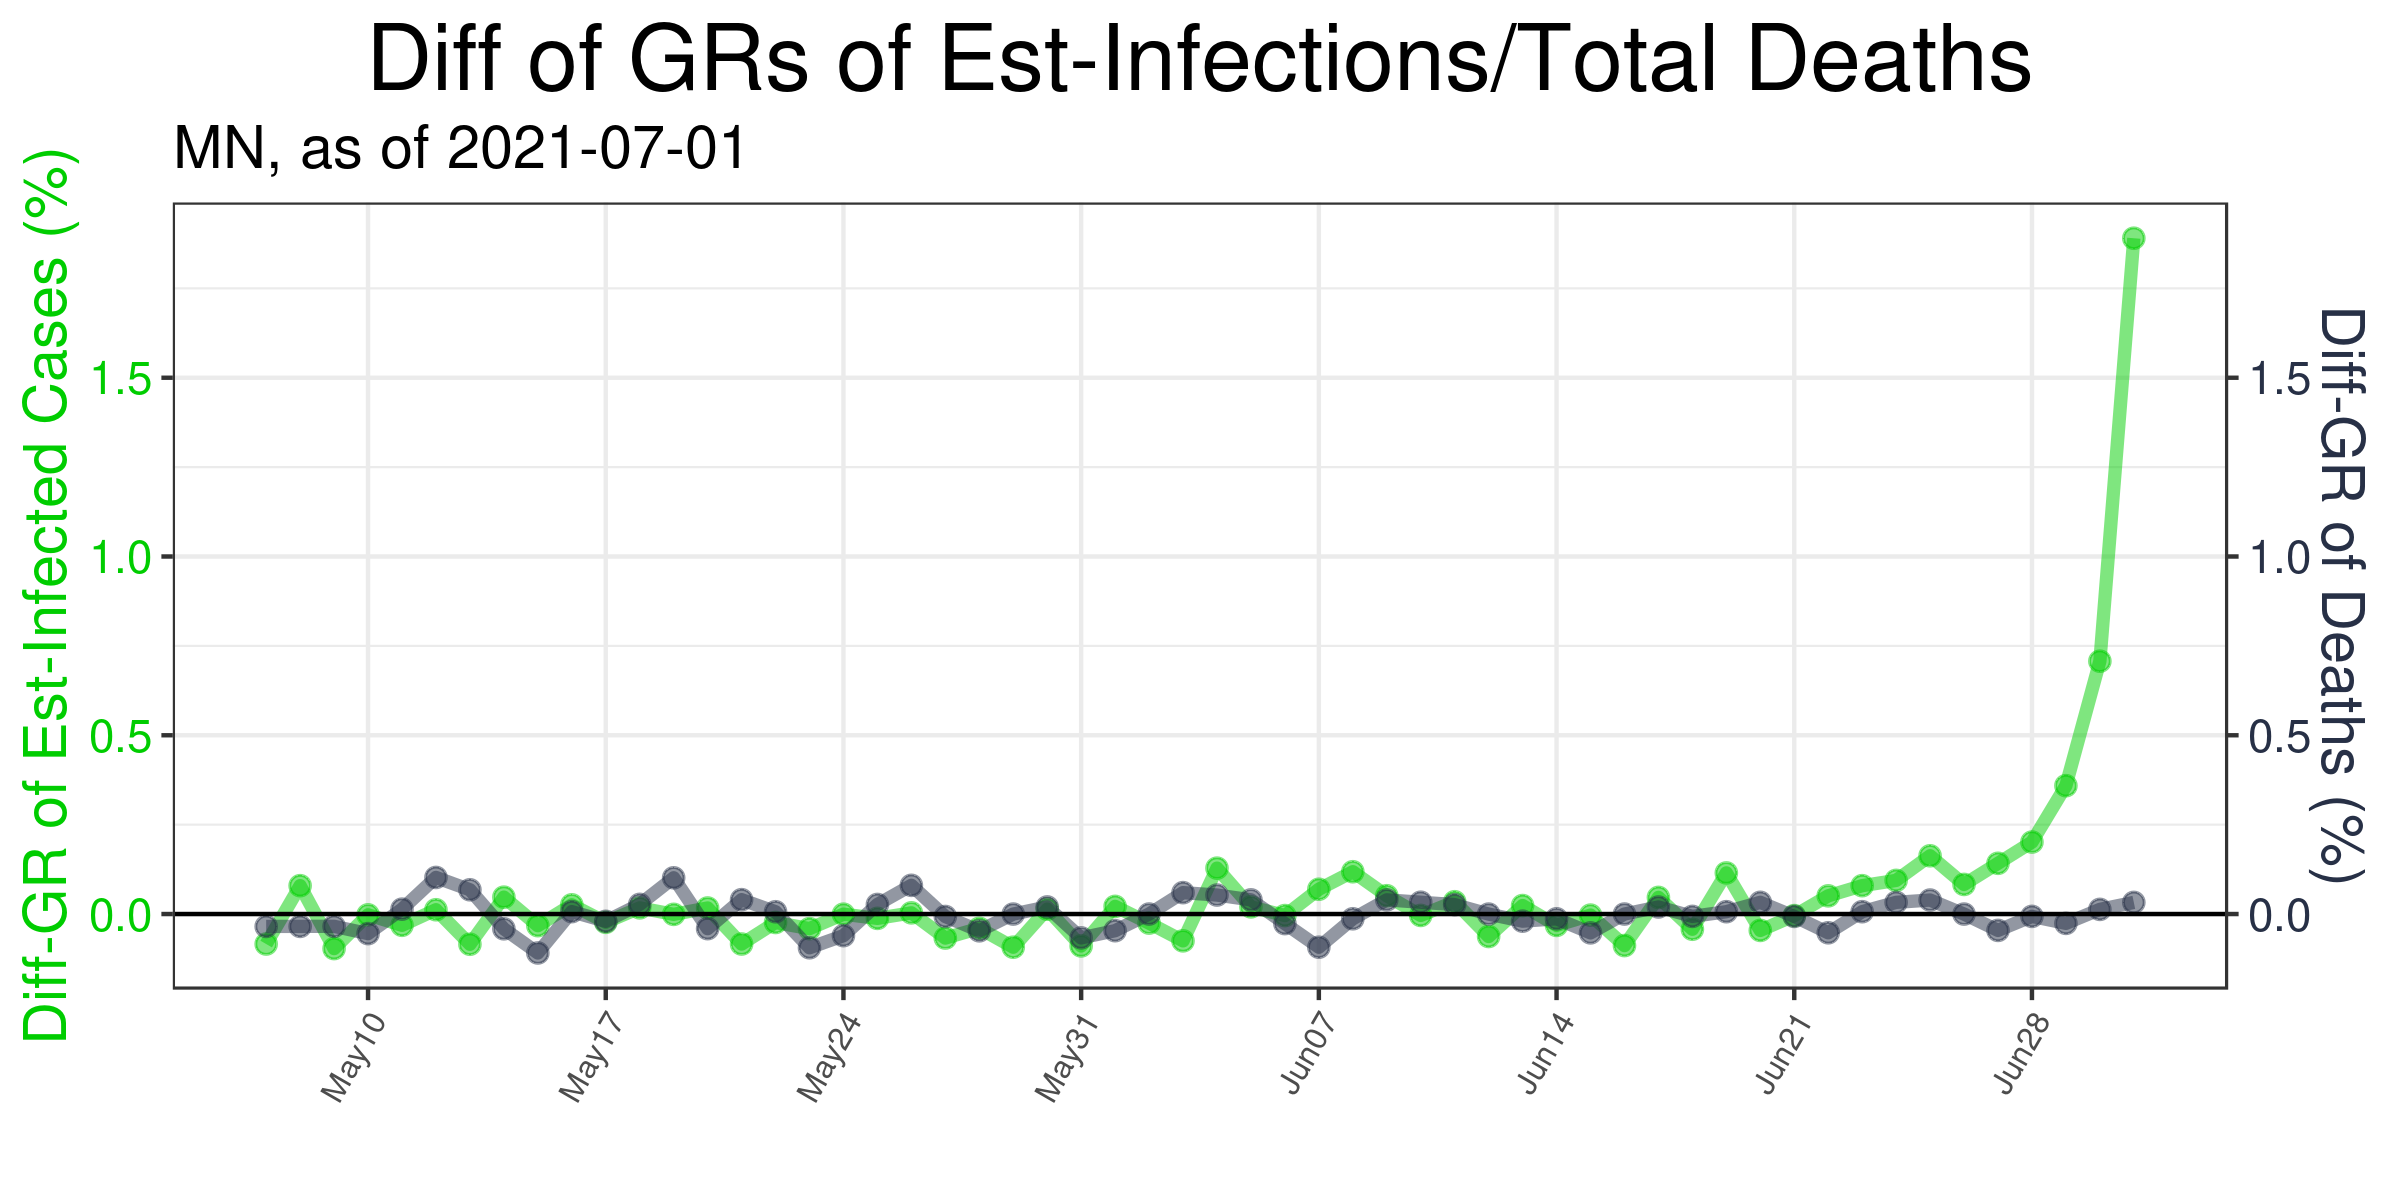 Diff of GRs of Est-Infections/Total Deaths
MN, as of 2021-07-01
Diff-GR of Est-Infected Cases (%)
1.5
1.0
0.5
0.0
1.5
1.0
0.5
0.0
Diff-GR of Deaths (%)
May10
May17
May24
May31
Jun07
Jun14
Jun21
Jun28